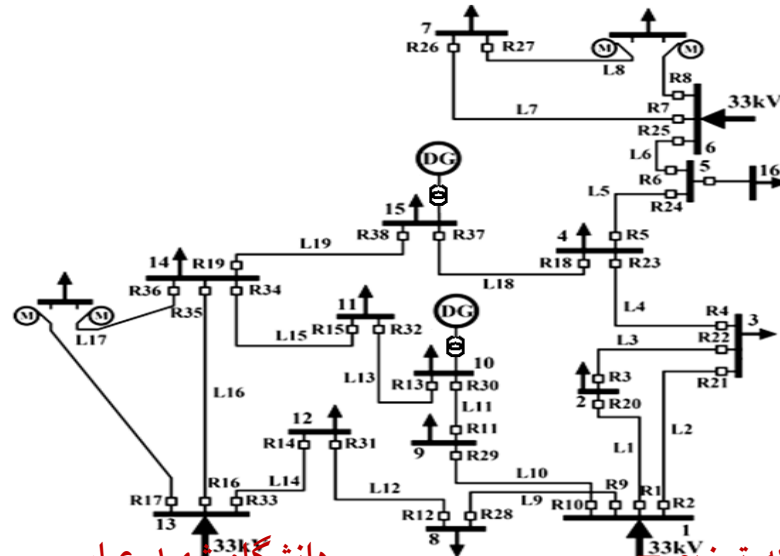 7
R26
R27
M
M
L8
R8
L7
R7
33kV
R25
6
L6
R6
5
16
DG
L5
R24
15
R38
R37
4
R5
L19
R18
R23
14
R19
L18
R36
R35
R34
DG
11
L4
R4
3
M
M
L17
L15
R15
R32
L3
R22
10
R21
L13
R13
R30
R3
2
R20
L16
12
L11
L2
R14
R31
9
R11
R29
L1
L10
R16
L14
L12
R9
R1
R17
R33
L9
R10
R2
13
R12
R28
8
1
33kV
33kV